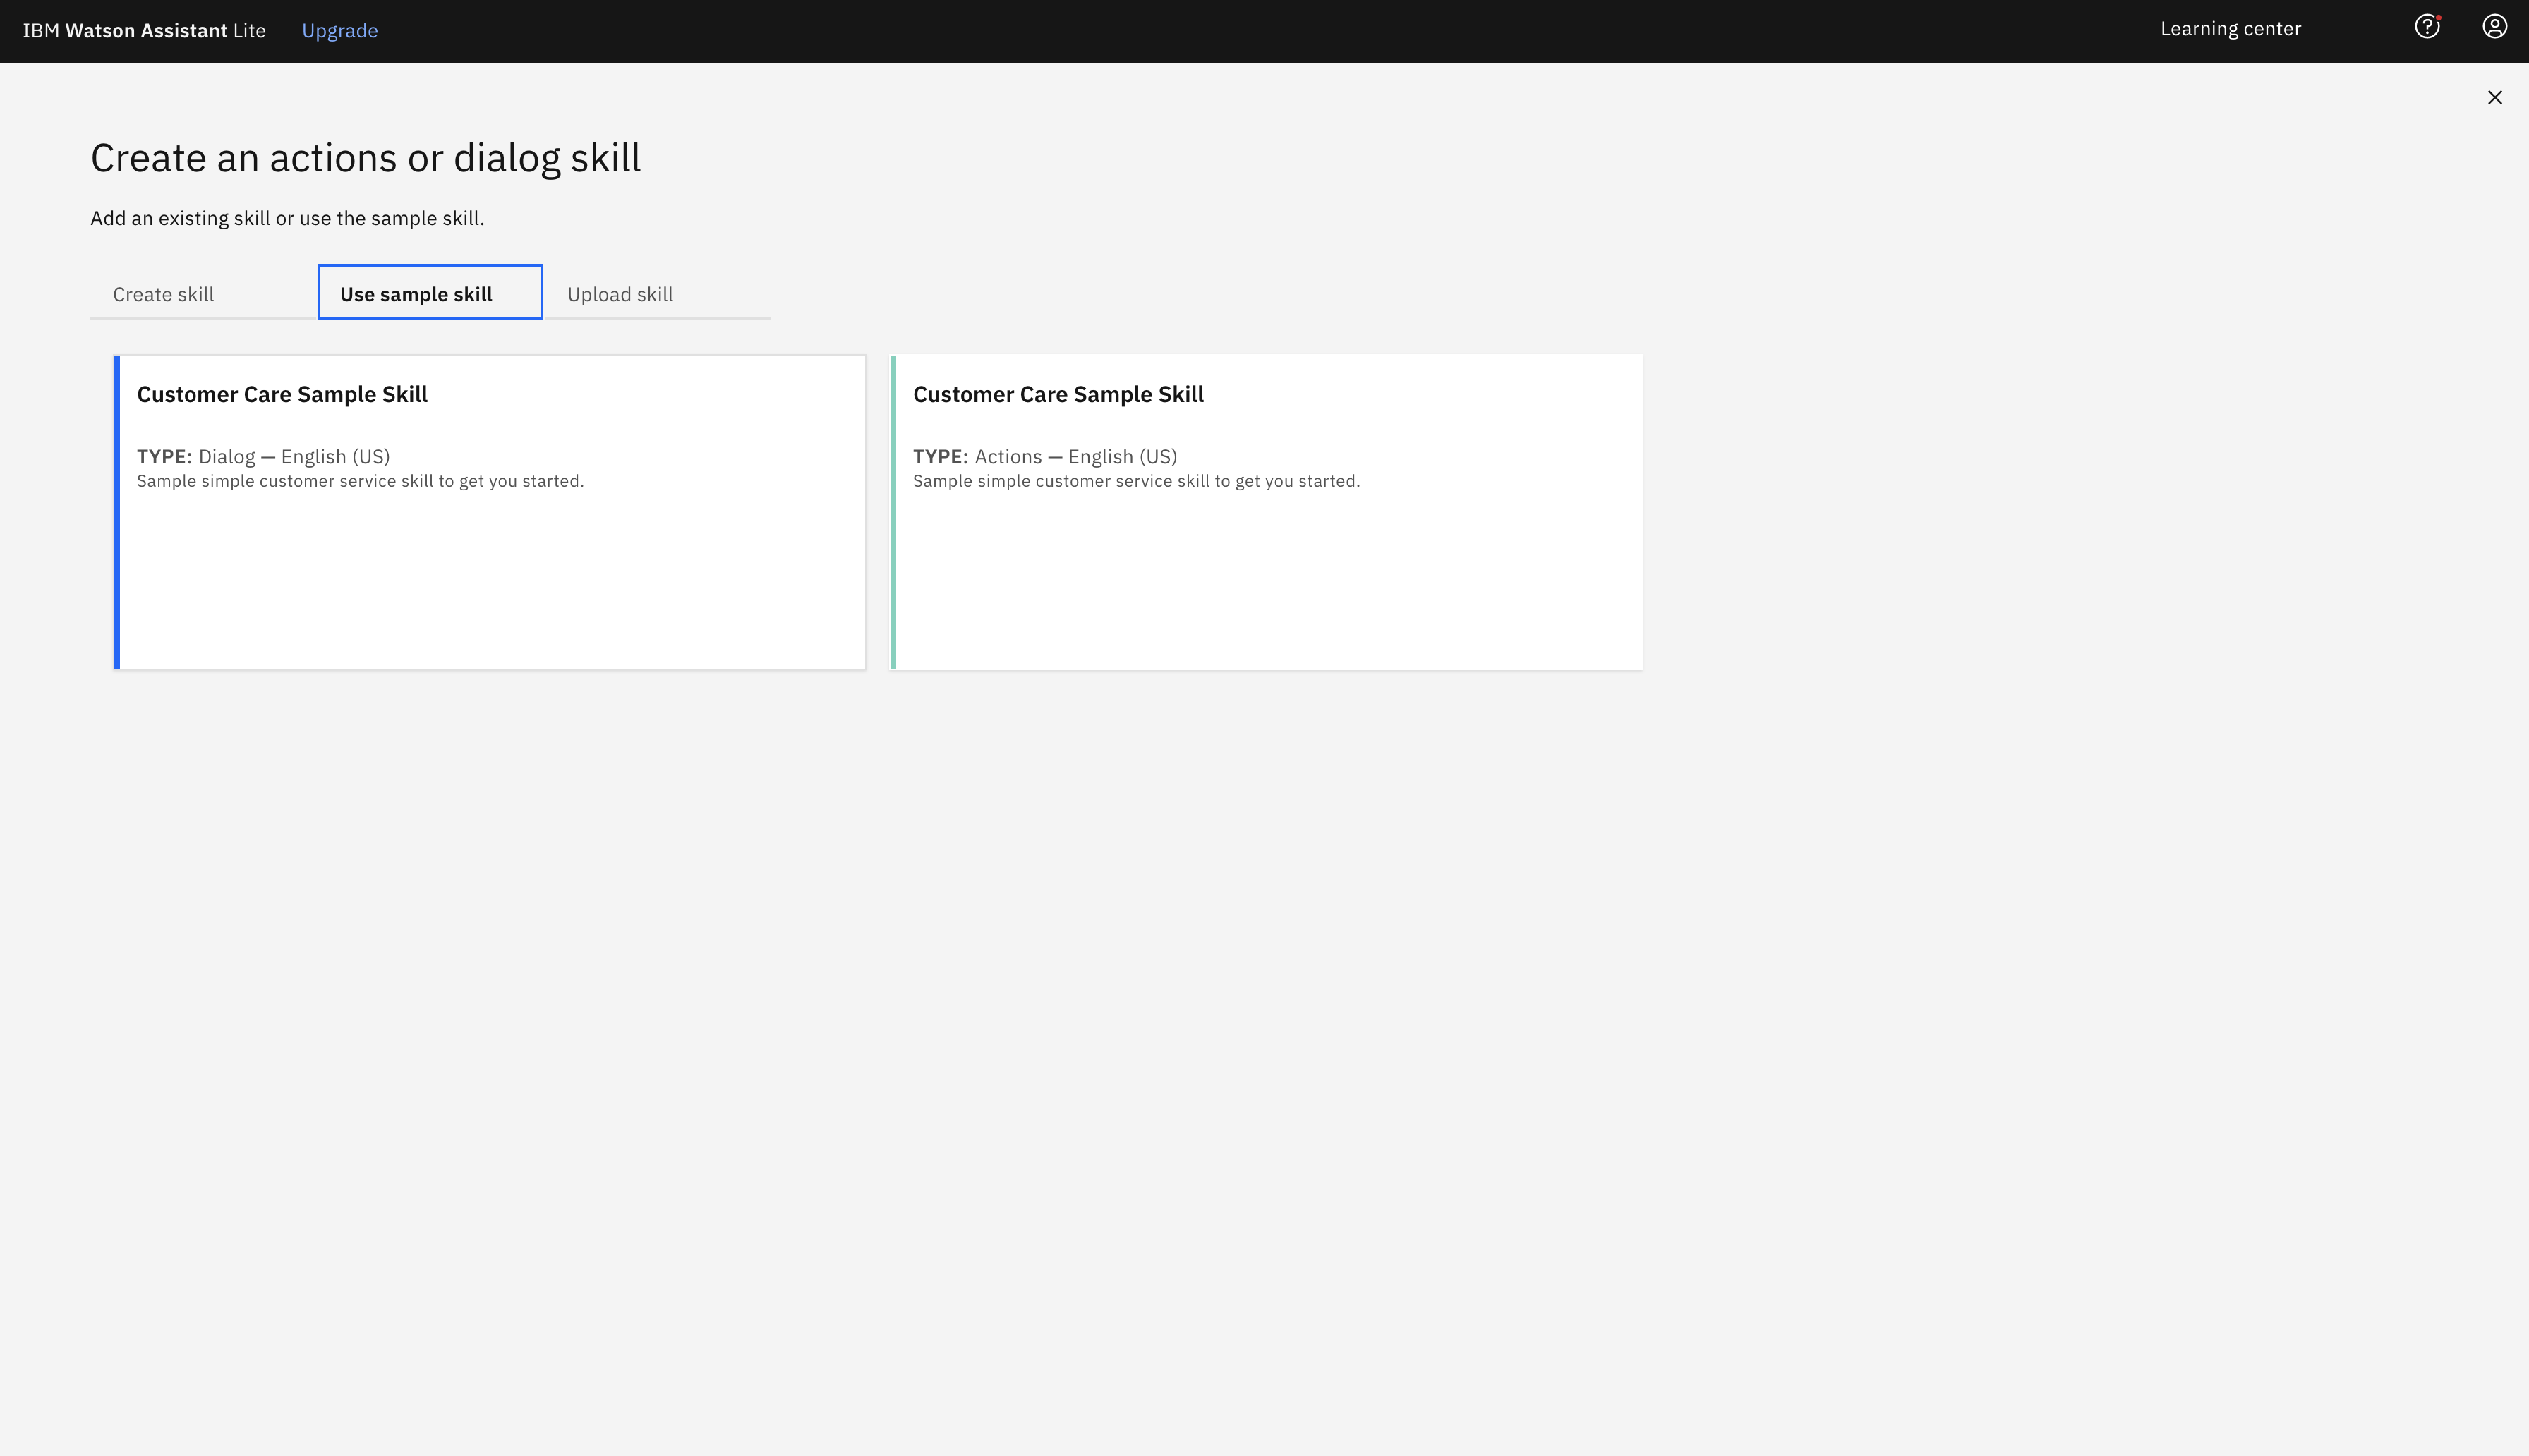 IBM Watson Assistant Lite
Upgrade
Learning center
Create an actions or dialog skill
Add an existing skill or use the sample skill.
Create skill
Use sample skill
Upload skill
Customer Care Sample Skill
TYPE: Dialog — English (US)
Sample simple customer service skill to get you started.
Customer Care Sample Skill
TYPE: Actions — English (US)
Sample simple customer service skill to get you started.